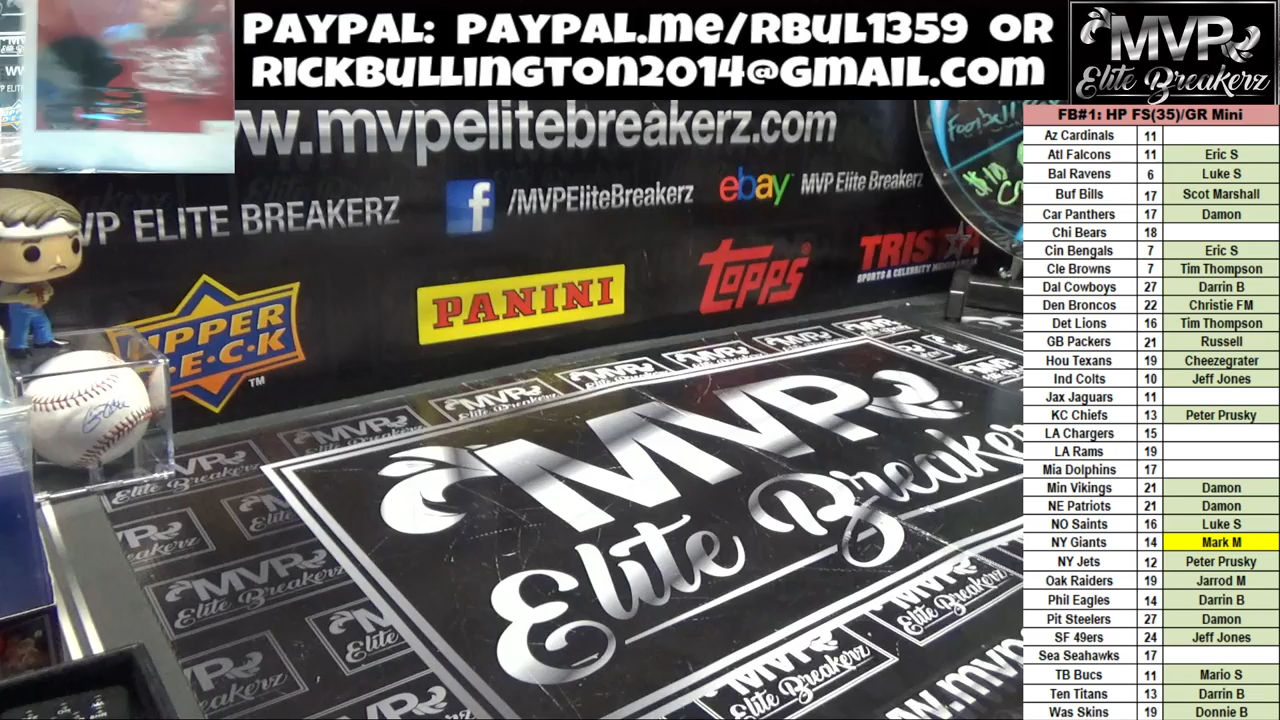 PAYPAL: PAYPAL.ME/RBUL1359 OR
RICKBULLINGTON2014@GMAIL.COM
MVP
Elite Breakerz
w.mvpelitebreakerz.com
VP ELITE BREAKERZ
f /MVPEliteBreakerz
ebay MVP Elite Breakerz
Football
UPPER
D.E.C.K
TM
PANINI
TOPPS
TRISTAR
MVP
Elite Breakerz
FB#1: HP FS(35)/GR Mini
Az Cardinals 11
Atl Falcons 11 Eric S
Bal Ravens 6 Luke S
Buf Bills 17 Scot Marshall
Car Panthers 17 Damon
Chi Bears 18
Cin Bengals 7 Eric S
Cle Browns 7 Tim Thompson
Dal Cowboys 27 Darrin B
Den Broncos 22 Christie FM
Det Lions 16 Tim Thompson
GB Packers 21 Russell
Hou Texans 19 Cheezegrater
Ind Colts 10 Jeff Jones
Jax Jaguars 11
KC Chiefs 13 Peter Prusky
LA Chargers 15
LA Rams 19
Mia Dolphins 17
Min Vikings 21 Damon
NE Patriots 21 Damon
NO Saints 16 Luke S
NY Giants 14 Mark M
NY Jets 12 Peter Prusky
Oak Raiders 19 Jarrod M
Phil Eagles 14 Darrin B
Pit Steelers 27 Damon
SF 49ers 24 Jeff Jones
Sea Seahawks 17
TB Bucs 11 Mario S
Ten Titans 13 Darrin B
Was Skins 19 Donnie B